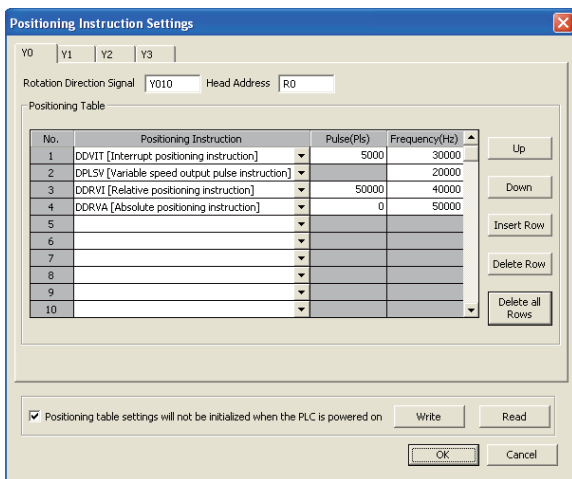 Positioning Instruction Settings
Y0 Y1 Y2 Y3
Rotation Direction Signal Y010 Head Address R0
Positioning Table
No. Positioning Instruction Pulse(Pls) Frequency(Hz)
1 DDVIT [Interrupt positioning instruction] 5000 30000
2 DPLSV [Variable speed output pulse instruction] 20000
3 DDRVI [Relative positioning instruction] 50000 40000
4 DDRVA [Absolute positioning instruction] 0 50000
5
6
7
8
9
10
Up
Down
Insert Row
Delete Row
Delete all
Rows
Positioning table settings will not be initialized when the PLC is powered on Write Read
OK Cancel